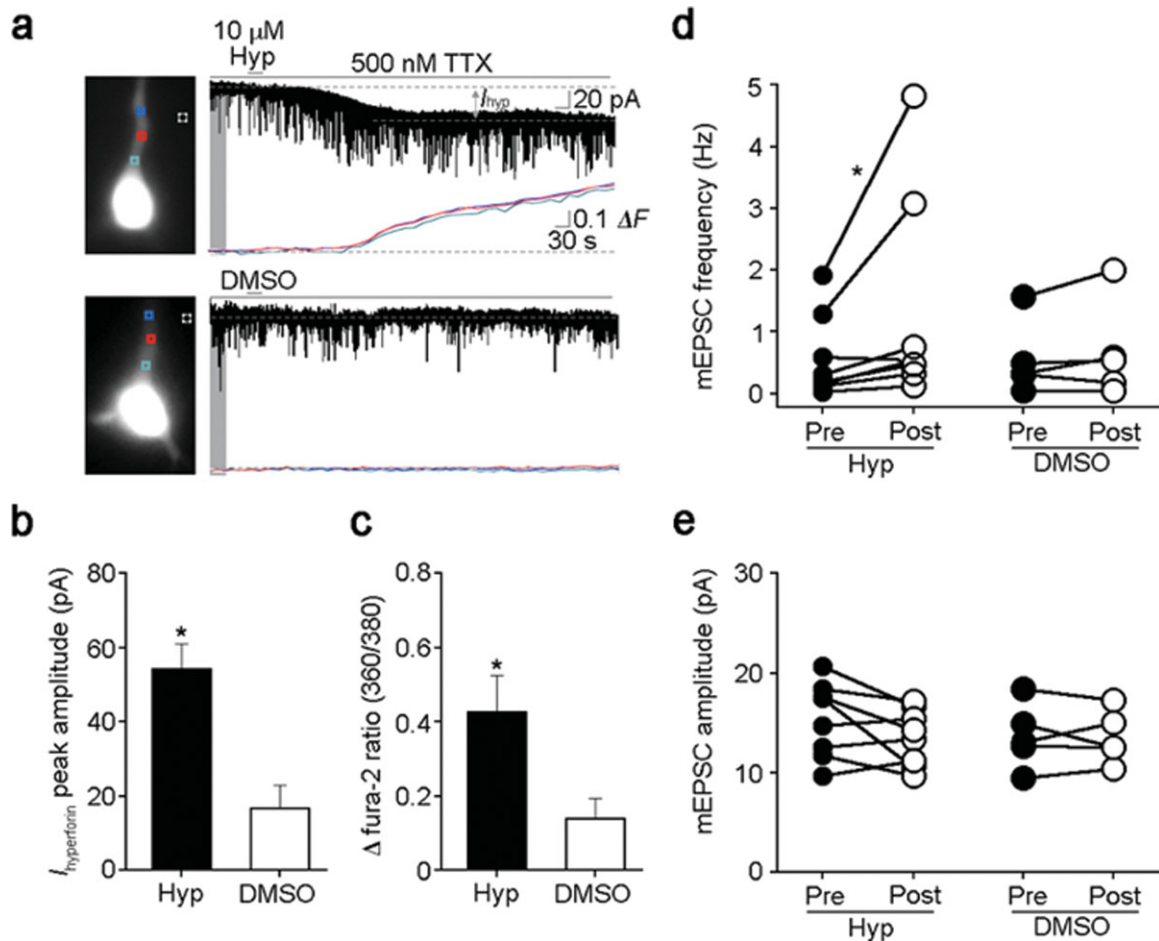 a
10 μM
Hyp
500 nM TTX
Ihyp
20 pA
0.1 ΔF
30 s
DMSO
b
Ihyperforin peak amplitude (pA)
80
60
40
20
0
*
Hyp
DMSO
c
Δ fura-2 ratio (360/380)
0.8
0.6
0.4
0.2
0
*
Hyp
DMSO
d
mEPSC frequency (Hz)
5
4
3
2
1
0
*
Pre Post Pre Post
Hyp DMSO
e
mEPSC amplitude (pA)
30
20
10
0
Pre Post Pre Post
Hyp DMSO